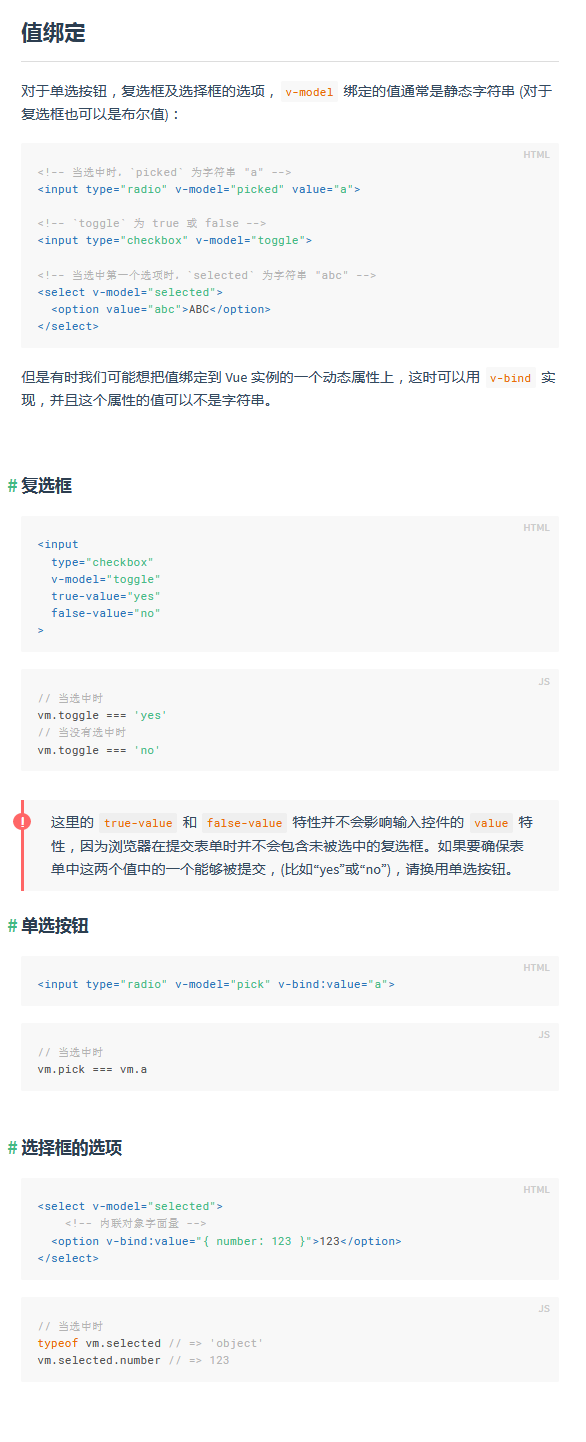 值绑定
对于单选按钮，复选框及选择框的选项， v-model 绑定的值通常是静态字符串 (对于
复选框也可以是布尔值)：
HTML
<!-- 当选中时，`picked` 为字符串 "a" -->
<input type="radio" v-model="picked" value="a">
<!-- `toggle` 为 true 或 false -->
<input type="checkbox" v-model="toggle">
<!-- 当选中第一个选项时，`selected` 为字符串 "abc" -->
<select v-model="selected">
  <option value="abc">ABC</option>
</select>
但是有时我们可能想把值绑定到 Vue 实例的一个动态属性上，这时可以用 v-bind 实
现，并且这个属性的值可以不是字符串。
# 复选框
HTML
<input
  type="checkbox"
  v-model="toggle"
  true-value="yes"
  false-value="no"
>
JS
// 当选中时
vm.toggle === 'yes'
// 当没有选中时
vm.toggle === 'no'
!
这里的 true-value 和 false-value 特性并不会影响输入控件的 value 特
性，因为浏览器在提交表单时并不会包含未被选中的复选框。如果要确保表
单中这两个值中的一个能够被提交，(比如“yes”或“no”)，请换用单选按钮。
# 单选按钮
HTML
<input type="radio" v-model="pick" v-bind:value="a">
JS
// 当选中时
vm.pick === vm.a
# 选择框的选项
HTML
<select v-model="selected">
    <!-- 内联对象字面量 -->
  <option v-bind:value="{ number: 123 }">123</option>
</select>
JS
// 当选中时
typeof vm.selected // => 'object'
vm.selected.number // => 123